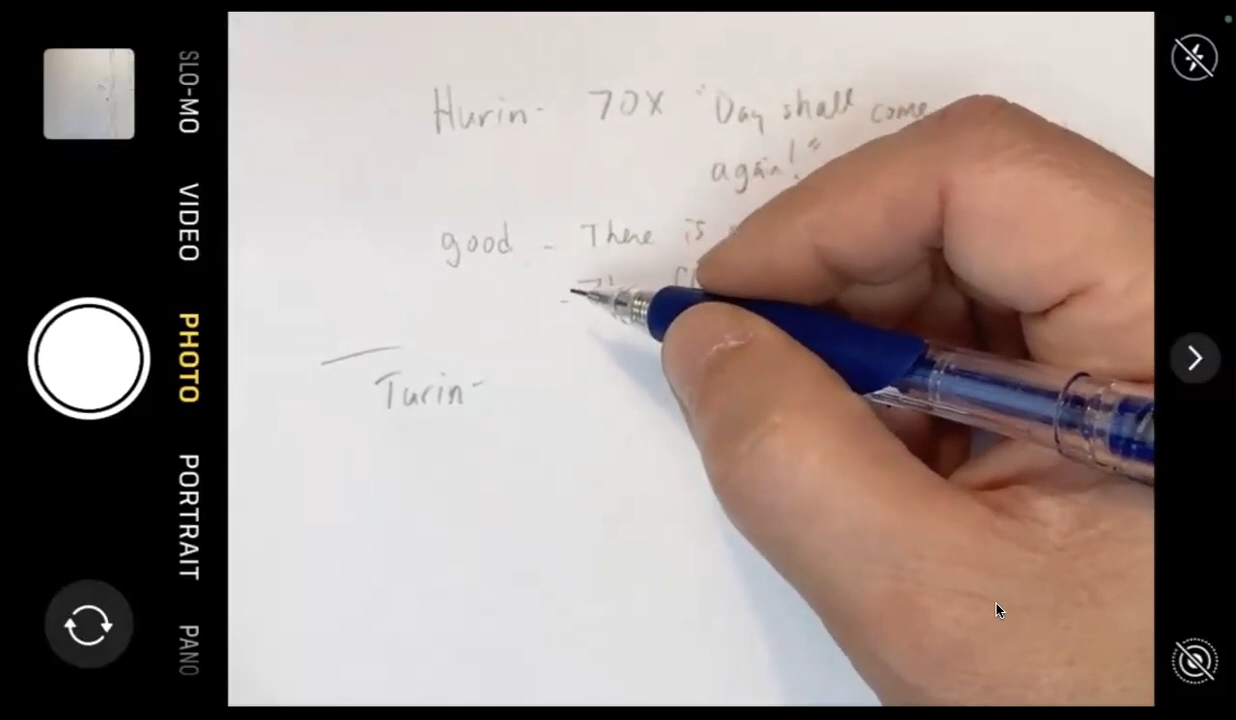 SLO-MO
VIDEO
PHOTO
PORTRAIT
PANO
Hurin- 70X "Day shall come
again!"
good - There is
-
Turin-